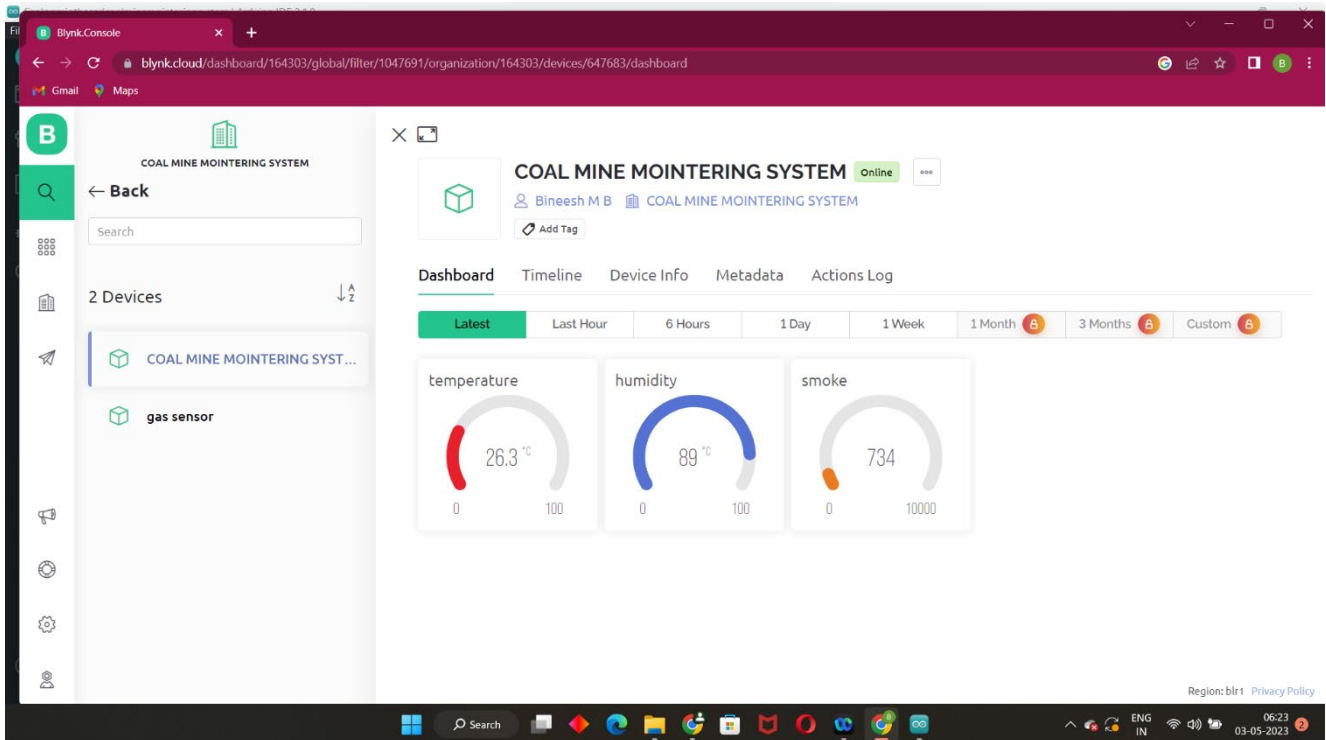 Blynk.Console
blynk.cloud/dashboard/164303/global/filter/1047691/organization/164303/devices/647683/dashboard
B
Gmail
Maps
B
COAL MINE MOINTERING SYSTEM
Back
Search
2 Devices
A
Z
COAL MINE MOINTERING SYST...
gas sensor
COAL MINE MOINTERING SYSTEM Online
Bineesh M B COAL MINE MOINTERING SYSTEM
Add Tag
Dashboard Timeline Device Info Metadata Actions Log
Latest Last Hour 6 Hours 1 Day 1 Week 1 Month 3 Months Custom
temperature humidity smoke
26.3 °C 89 °C 734
0 100 0 100 0 10000
Region: blr1 Privacy Policy
Search
ENG
IN
06:23
03-05-2023
2